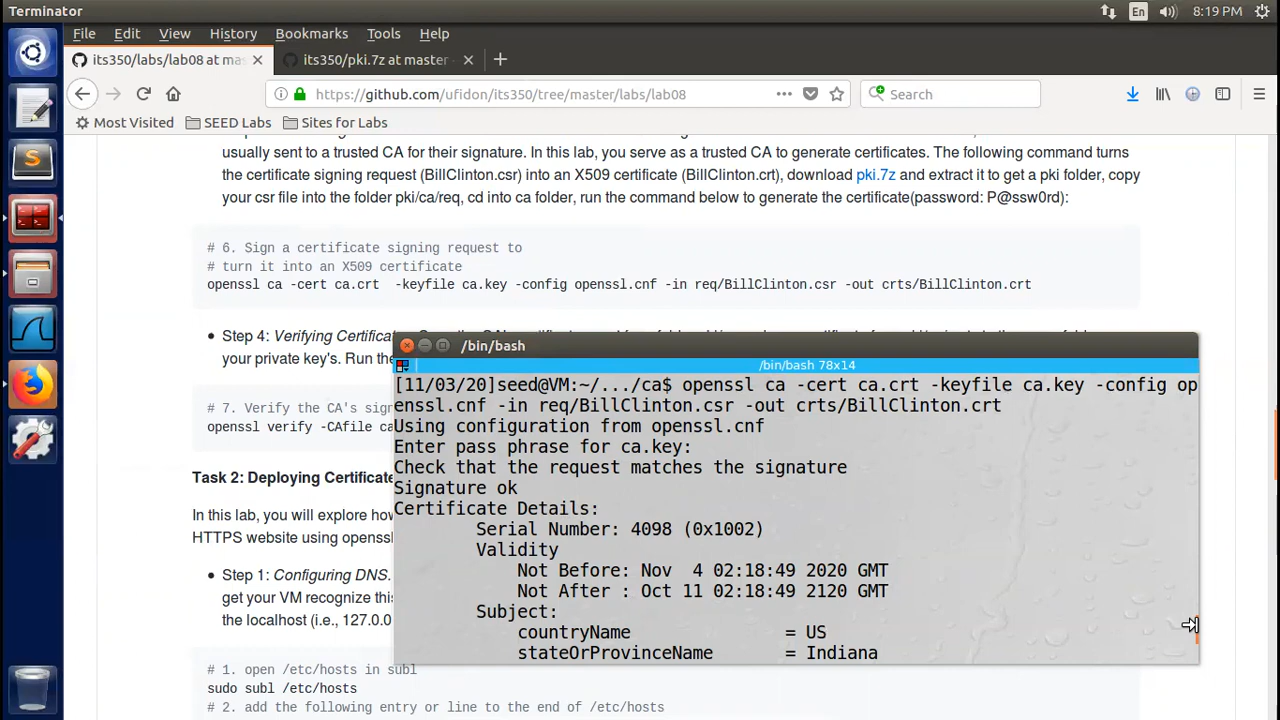 Terminator
En
8:19 PM
File Edit View History Bookmarks Tools Help
its350/labs/lab08 at mas
its350/pki.7z at master
https://github.com/ufidon/its350/tree/master/labs/lab08
Search
Most Visited
SEED Labs
Sites for Labs
usually sent to a trusted CA for their signature. In this lab, you serve as a trusted CA to generate certificates. The following command turns
the certificate signing request (BillClinton.csr) into an X509 certificate (BillClinton.crt), download pki.7z and extract it to get a pki folder, copy
your csr file into the folder pki/ca/req, cd into ca folder, run the command below to generate the certificate(password: P@ssw0rd):
# 6. Sign a certificate signing request to
# turn it into an X509 certificate
openssl ca -cert ca.crt  -keyfile ca.key -config openssl.cnf -in req/BillClinton.csr -out crts/BillClinton.crt
• Step 4: Verifying Certificate
your private key's. Run the
# 7. Verify the CA's sign
openssl verify -CAfile ca
Task 2: Deploying Certificate
In this lab, you will explore how
HTTPS website using openssl
• Step 1: Configuring DNS.
get your VM recognize this
the localhost (i.e., 127.0.0
# 1. open /etc/hosts in subl
sudo subl /etc/hosts
# 2. add the following entry or line to the end of /etc/hosts
/bin/bash
/bin/bash 78x14
[11/03/20]seed@VM:~/.../ca$ openssl ca -cert ca.crt -keyfile ca.key -config op
enssl.cnf -in req/BillClinton.csr -out crts/BillClinton.crt
Using configuration from openssl.cnf
Enter pass phrase for ca.key:
Check that the request matches the signature
Signature ok
Certificate Details:
Serial Number: 4098 (0x1002)
Validity
Not Before: Nov  4 02:18:49 2020 GMT
Not After : Oct 11 02:18:49 2120 GMT
Subject:
countryName = US
stateOrProvinceName = Indiana